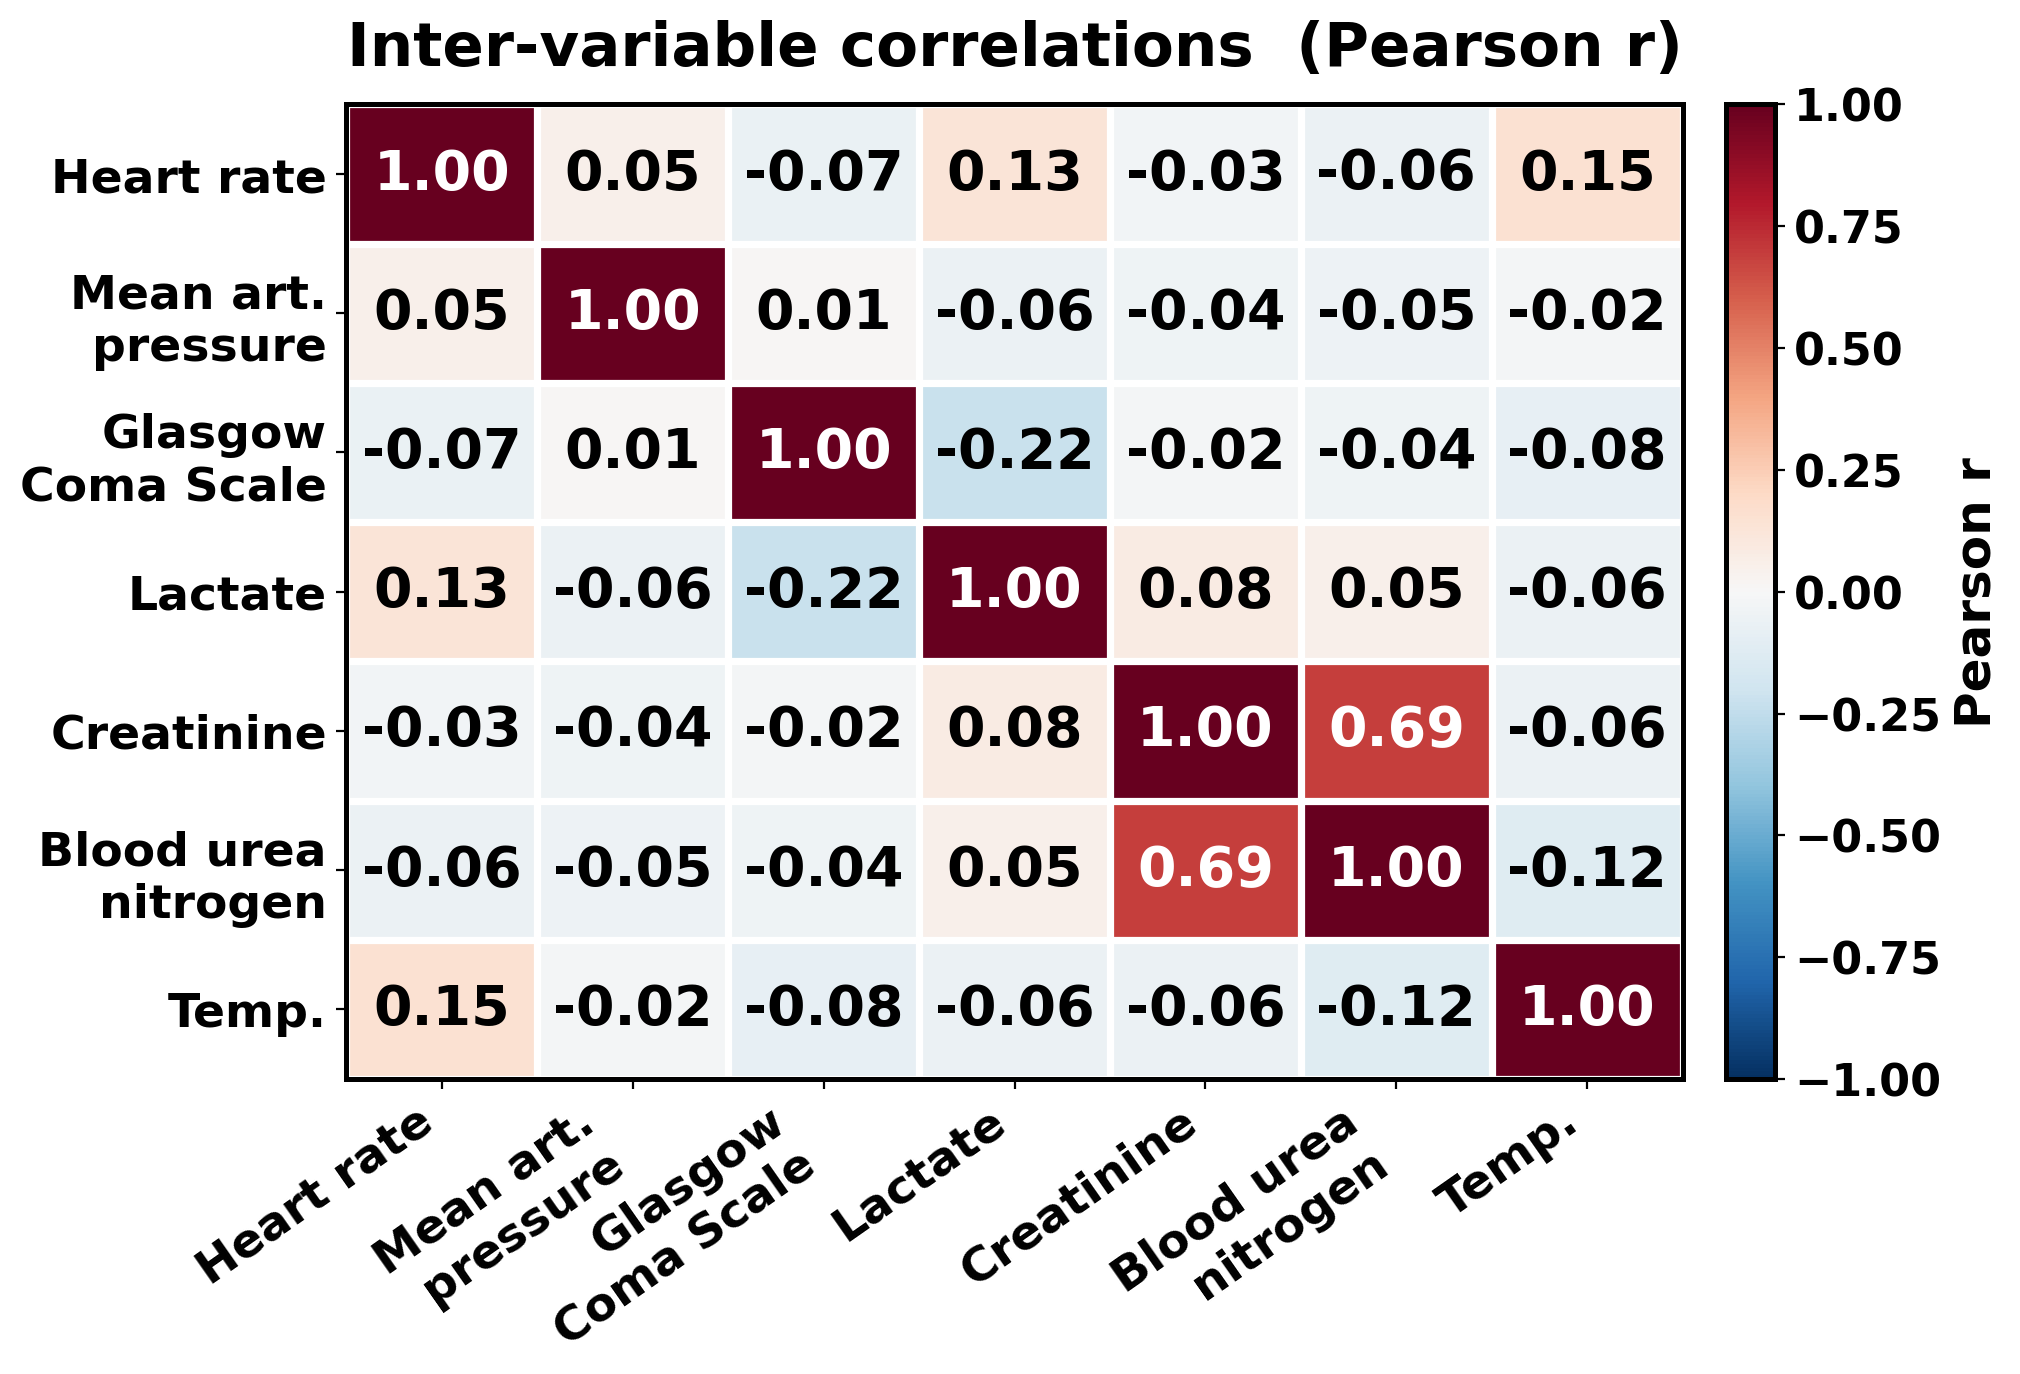 Inter-variable correlations (Pearson r)
Heart rate 1.00 0.05 -0.07 0.13 -0.03 -0.06 0.15
Mean art.
pressure 0.05 1.00 0.01 -0.06 -0.04 -0.05 -0.02
Glasgow
Coma Scale -0.07 0.01 1.00 -0.22 -0.02 -0.04 -0.08
Lactate 0.13 -0.06 -0.22 1.00 0.08 0.05 -0.06
Creatinine -0.03 -0.04 -0.02 0.08 1.00 0.69 -0.06
Blood urea
nitrogen -0.06 -0.05 -0.04 0.05 0.69 1.00 -0.12
Temp. 0.15 -0.02 -0.08 -0.06 -0.06 -0.12 1.00
Heart rate
Mean art.
pressure
Glasgow
Coma Scale
Lactate
Creatinine
Blood urea
nitrogen
Temp.
1.00
0.75
0.50
0.25
0.00
−0.25
−0.50
−0.75
−1.00
Pearson r